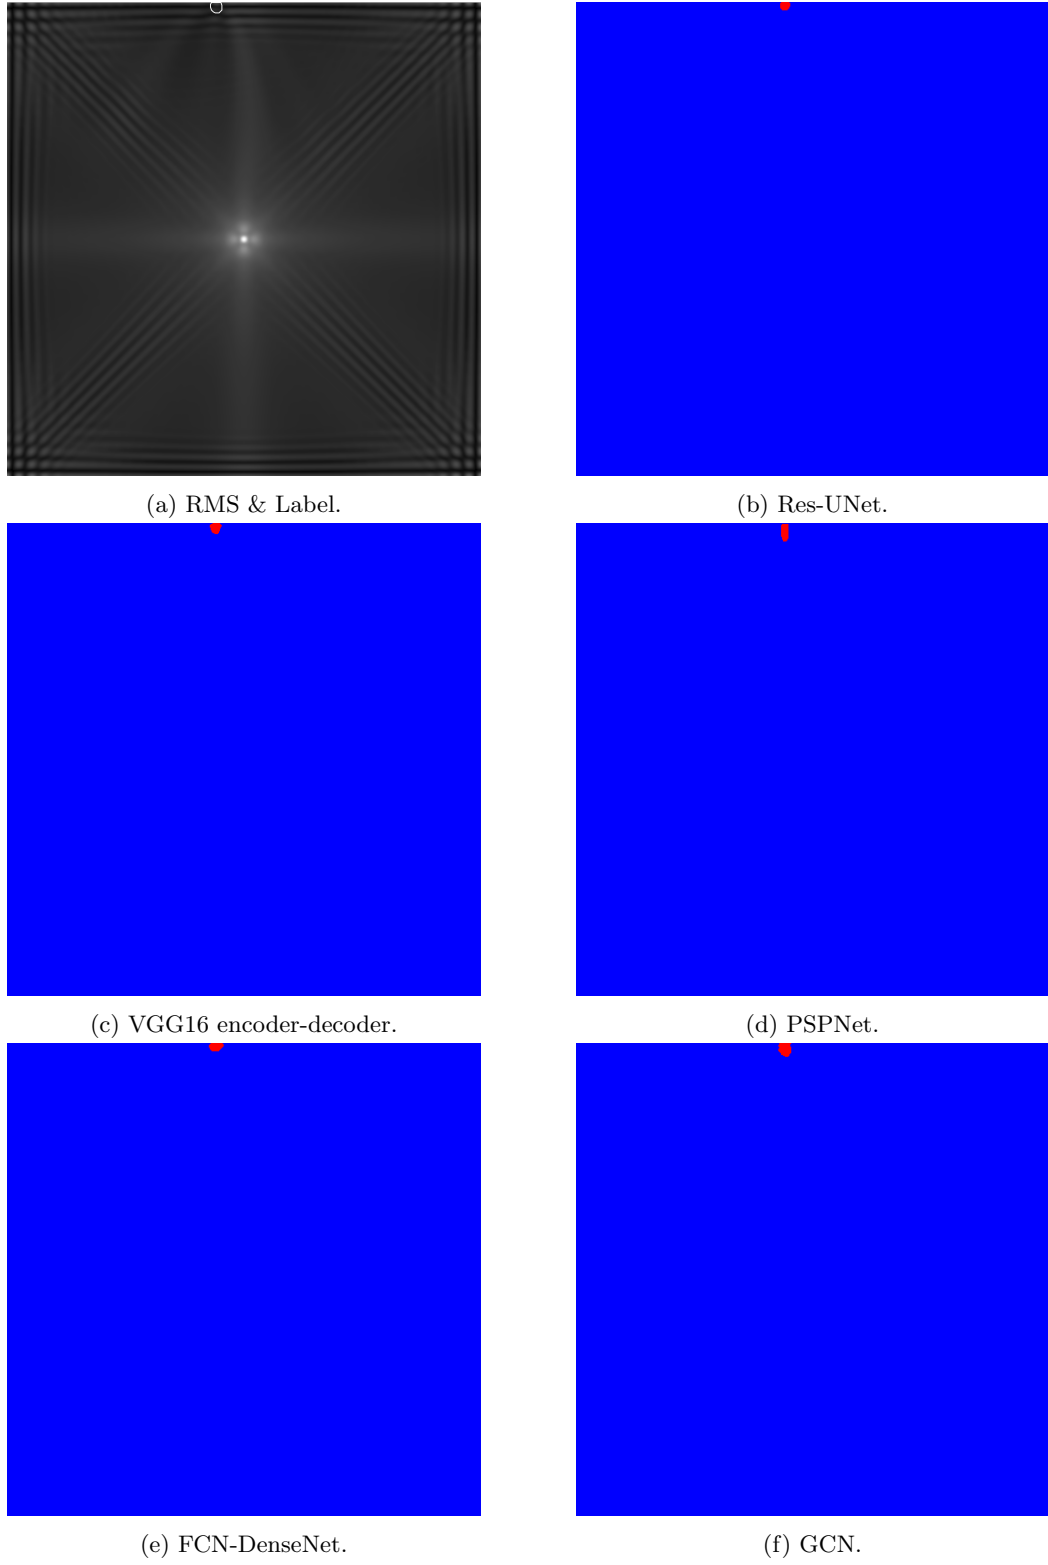 (a) RMS & Label.
(b) Res-UNet.
(c) VGG16 encoder-decoder.
(d) PSPNet.
(e) FCN-DenseNet.
(f) GCN.